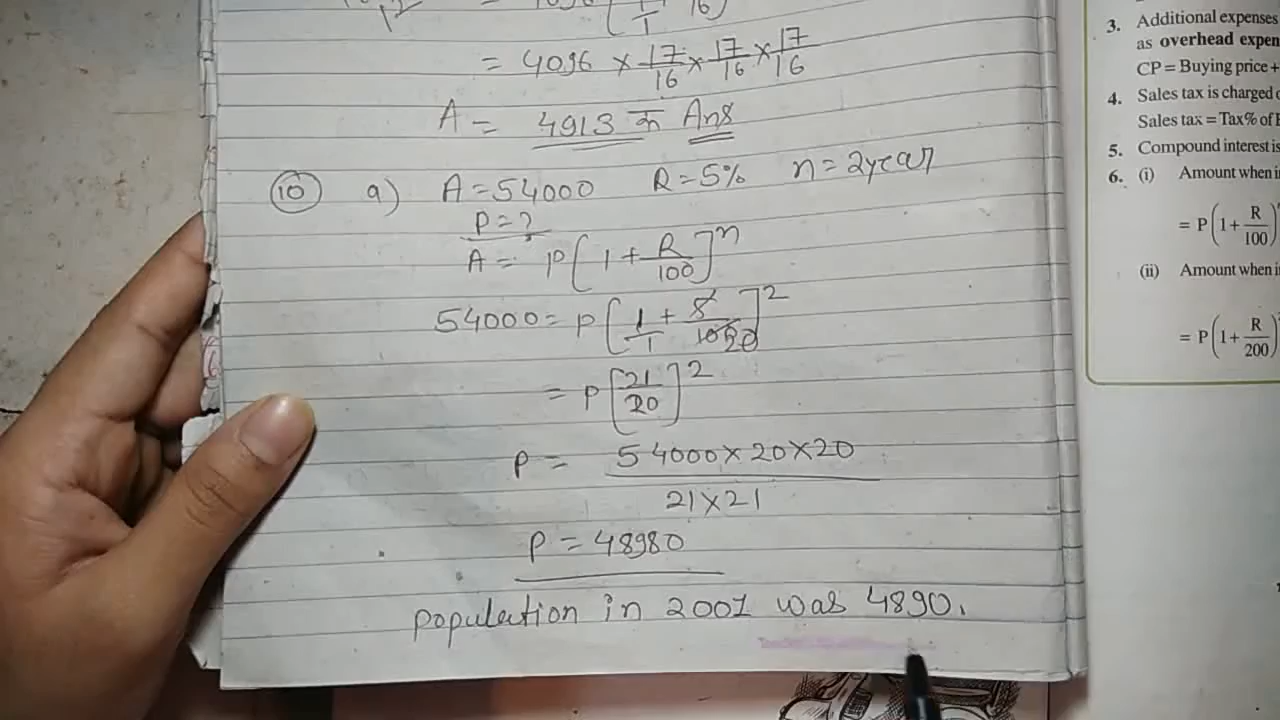 = 4096 × 17/16 × 17/16 × 17/16
A = 4913 रु Ans
10 a) A = 54000 R = 5% n = 2year
P = ?
A = P[1 + R/100]^n
54000 = P[1/1 + 5/100 20]^2
= P[21/20]^2
P = 54000×20×20 / 21×21
P = 48980
population in 2001 was 4890.
3. Additional expenses
as overhead expen
CP = Buying price +
4. Sales tax is charged
Sales tax = Tax% of
5. Compound interest is
6. (i) Amount when i
= P(1 + R/100)
(ii) Amount when i
= P(1 + R/200)